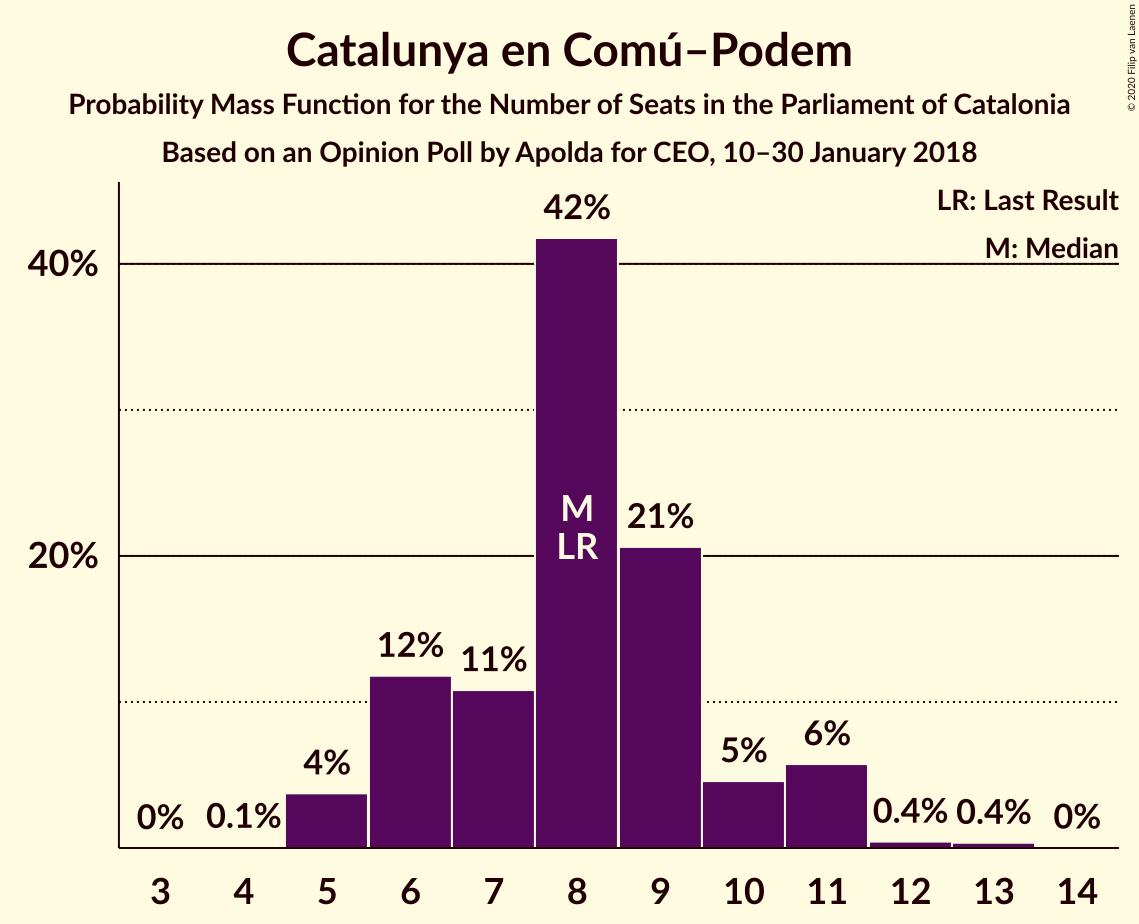 Catalunya en Comú–Podem
Probability Mass Function for the Number of Seats in the Parliament of Catalonia
Based on an Opinion Poll by Apolda for CEO, 10–30 January 2018
© 2020 Filip van Laenen
LR: Last Result
M: Median
42%
40%
M
21%
LR
20%
12%
11%
6%
5%
4%
0%
0.1%
0.4%
0.4%
0%
3 4 5 6 7 8 9 10 11 12 13 14